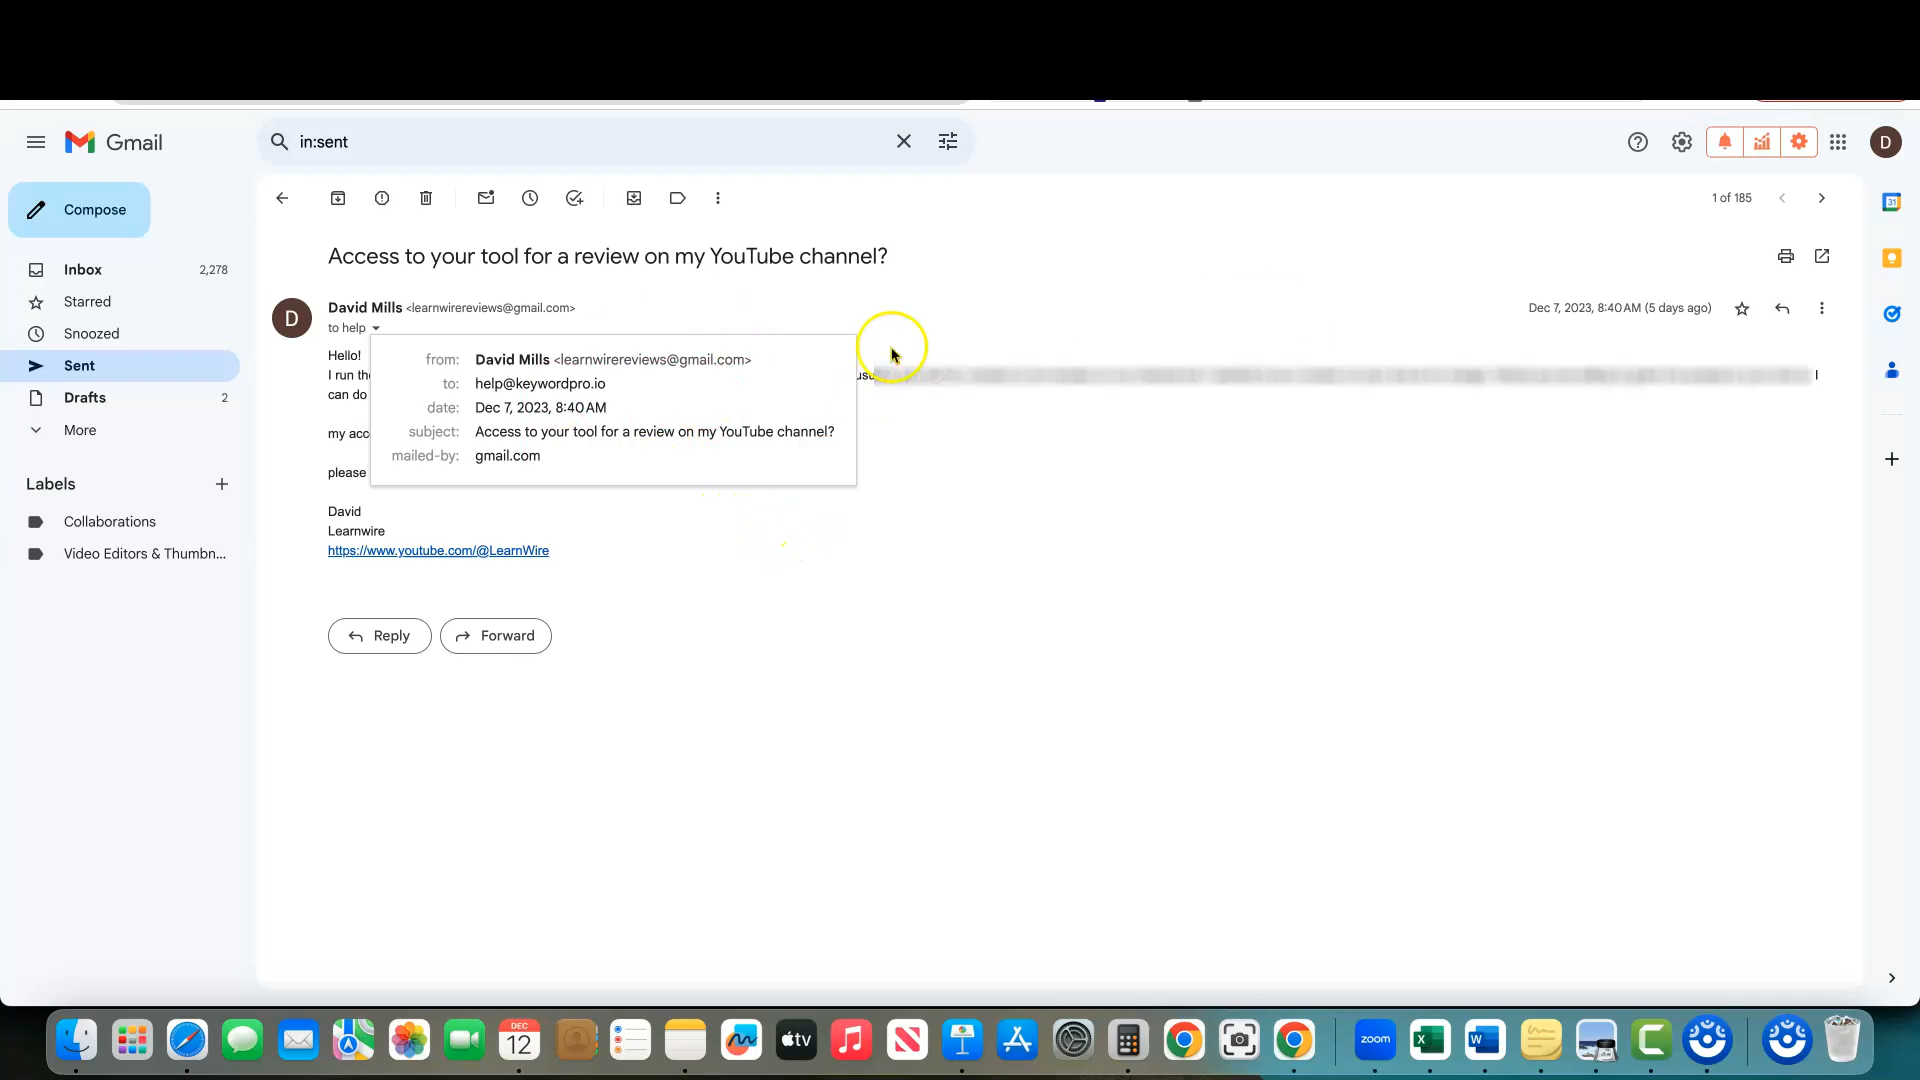 Gmail
in:sent
D
Compose
1 of 185
31
Access to your tool for a review on my YouTube channel?
Inbox 2,278
Starred
Snoozed
Sent
Drafts 2
More
Labels
Collaborations
Video Editors & Thumbn...
D
David Mills <learnwirereviews@gmail.com>
Dec 7, 2023, 8:40 AM (5 days ago)
to help
Hello!
I run the
can do
my acc
please
from: David Mills <learnwirereviews@gmail.com>
to: help@keywordpro.io
date: Dec 7, 2023, 8:40 AM
subject: Access to your tool for a review on my YouTube channel?
mailed-by: gmail.com
I
David
Learnwire
https://www.youtube.com/@LearnWire
Reply
Forward
DEC
12
tv
zoom
X
W